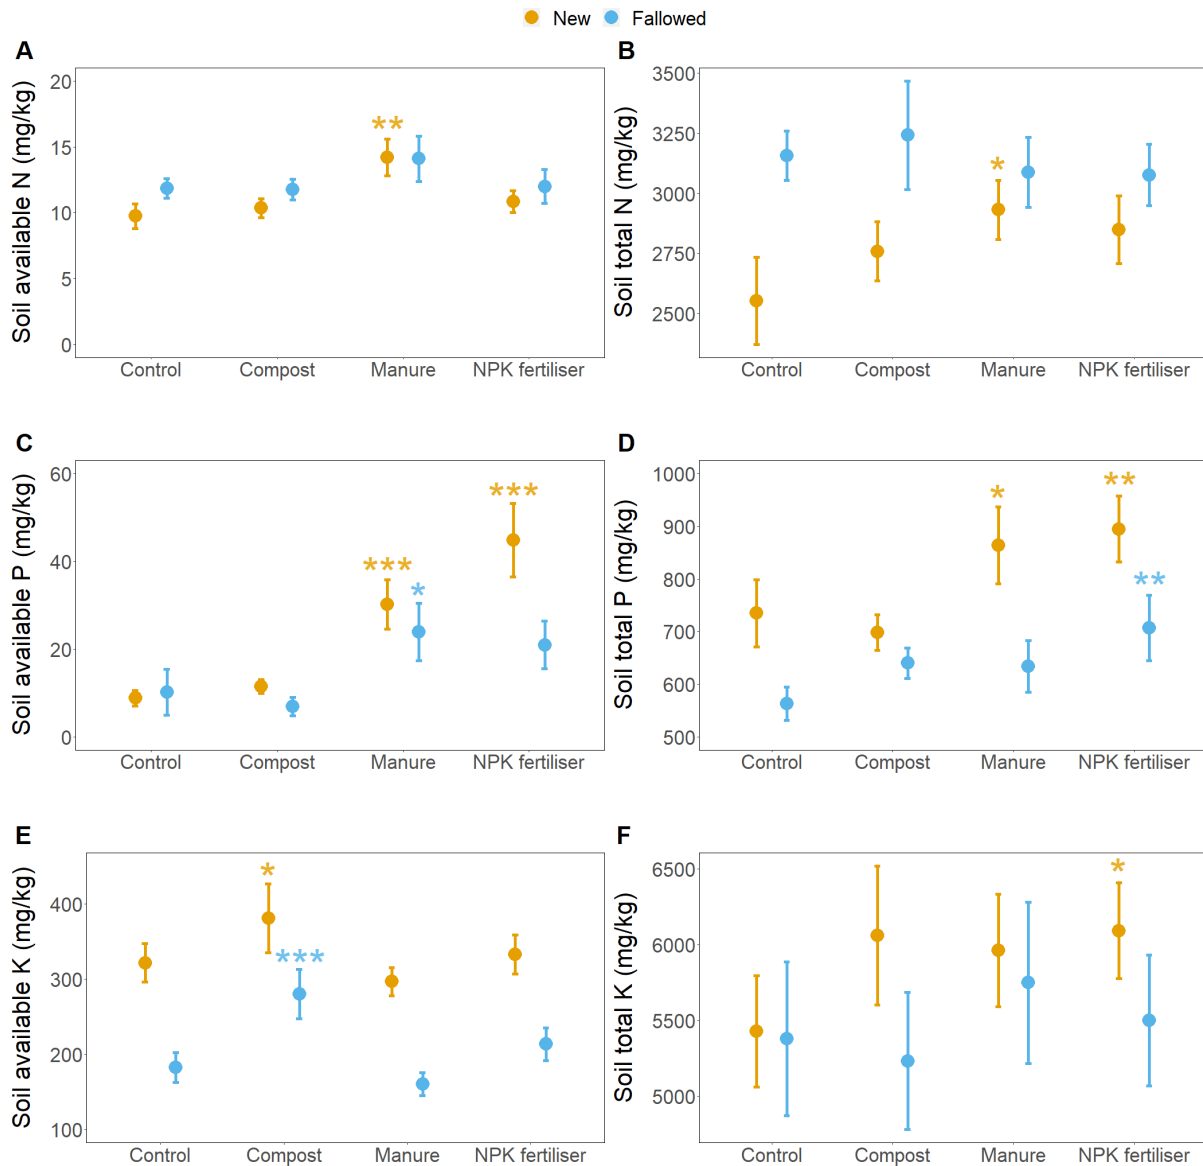 New Fallowed
A
Soil available N (mg/kg)
20
15
10
5
0
**
Control Compost Manure NPK fertiliser
B
Soil total N (mg/kg)
3500
3250
3000
2750
2500
*
Control Compost Manure NPK fertiliser
C
Soil available P (mg/kg)
60
40
20
0
***
***
*
Control Compost Manure NPK fertiliser
D
Soil total P (mg/kg)
1000
900
800
700
600
500
*
**
**
Control Compost Manure NPK fertiliser
E
Soil available K (mg/kg)
400
300
200
100
*
***
Control Compost Manure NPK fertiliser
F
Soil total K (mg/kg)
6500
6000
5500
5000
*
Control Compost Manure NPK fertiliser